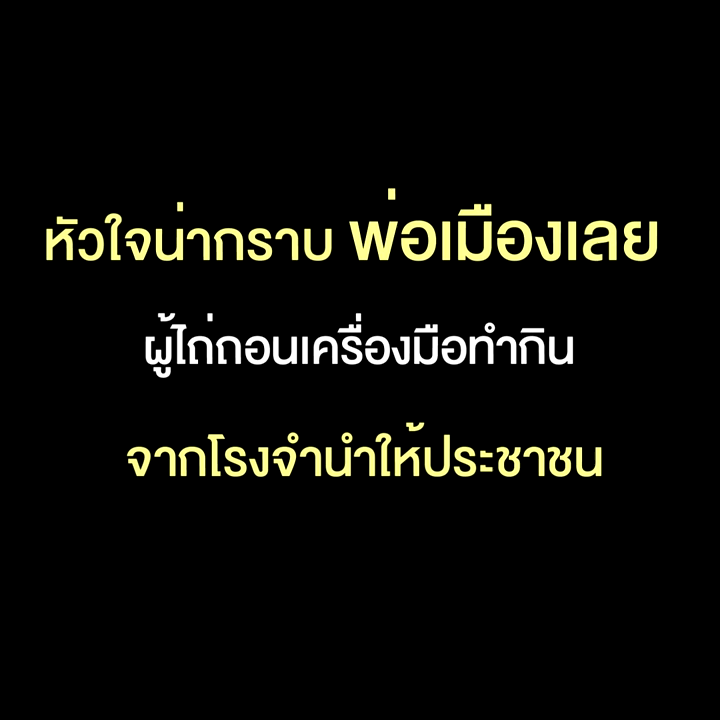 หัวใจน่ากราบ พ่อเมืองเลย
ผู้ไถ่ถอนเครื่องมือทำกิน
จากโรงจำนำให้ประชาชน